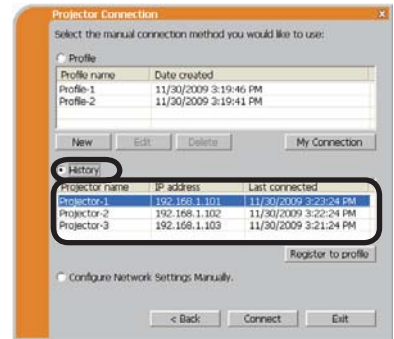 Projector Connection x
Select the manual connection method you would like to use:
Profile
Profile name Date created
Profile-1 11/30/2009 3:19:46 PM
Profile-2 11/30/2009 3:19:41 PM
New Edit Delete My Connection
History
Projector name IP address Last connected
Projector-1 192.168.1.101 11/30/2009 3:23:24 PM
Projector-2 192.168.1.102 11/30/2009 3:22:24 PM
Projector-3 192.168.1.103 11/30/2009 3:21:24 PM
Register to profile
Configure Network Settings Manually.
< Back Connect Exit